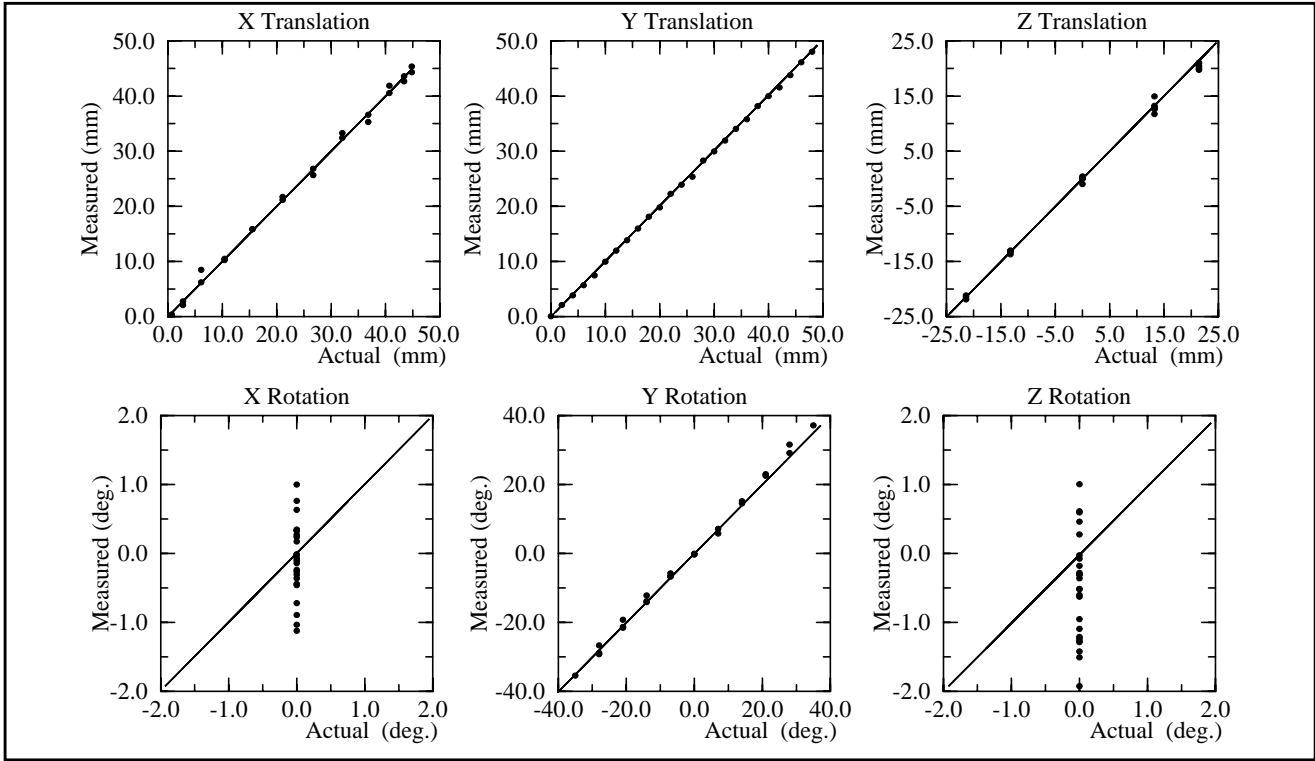 X Translation
50.0
40.0
30.0
20.0
10.0
0.0
Measured (mm)
0.0 10.0 20.0 30.0 40.0 50.0
Actual (mm)
Y Translation
50.0
40.0
30.0
20.0
10.0
0.0
Measured (mm)
0.0 10.0 20.0 30.0 40.0 50.0
Actual (mm)
Z Translation
25.0
15.0
5.0
-5.0
-15.0
-25.0
Measured (mm)
-25.0 -15.0 -5.0 5.0 15.0 25.0
Actual (mm)
X Rotation
2.0
1.0
0.0
-1.0
-2.0
Measured (deg.)
-2.0 -1.0 0.0 1.0 2.0
Actual (deg.)
Y Rotation
40.0
20.0
0.0
-20.0
-40.0
Measured (deg.)
-40.0 -20.0 0.0 20.0 40.0
Actual (deg.)
Z Rotation
2.0
1.0
0.0
-1.0
-2.0
Measured (deg.)
-2.0 -1.0 0.0 1.0 2.0
Actual (deg.)